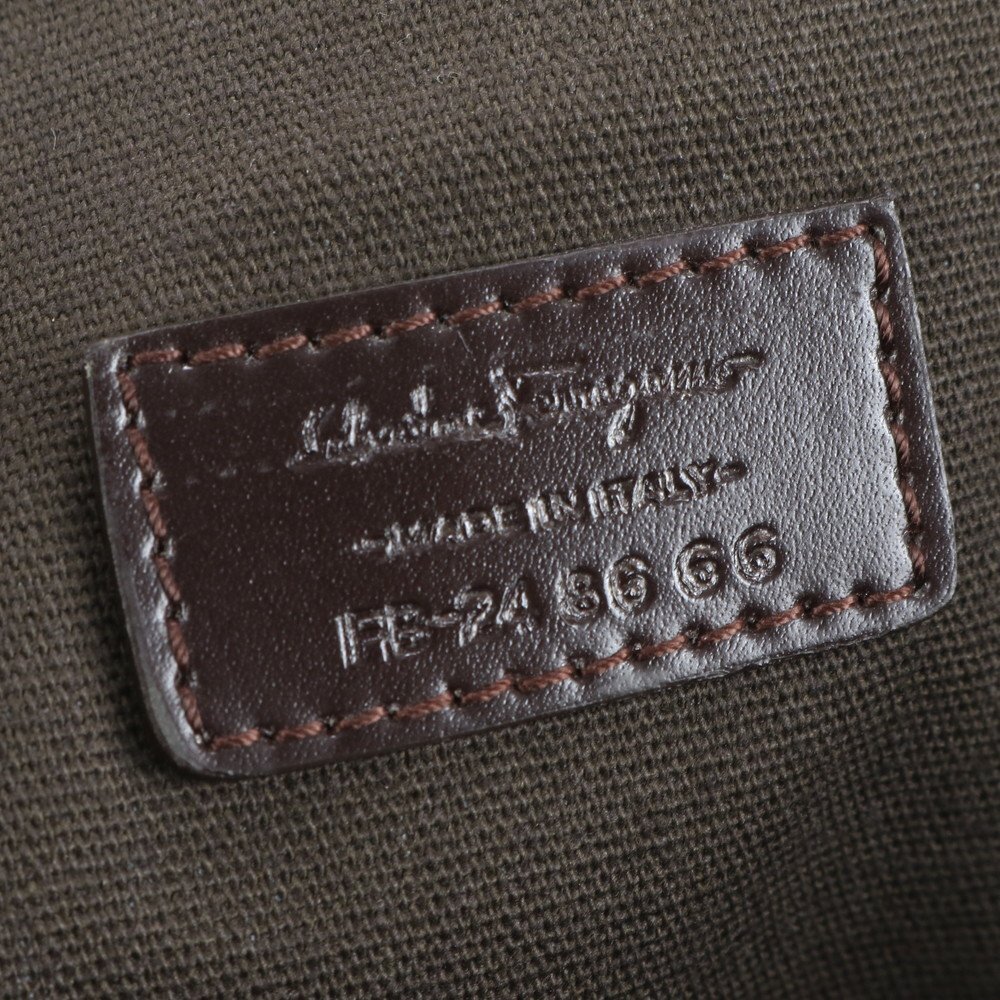 Salvatore Ferragamo
-MADE IN ITALY-
FB-24 86 66